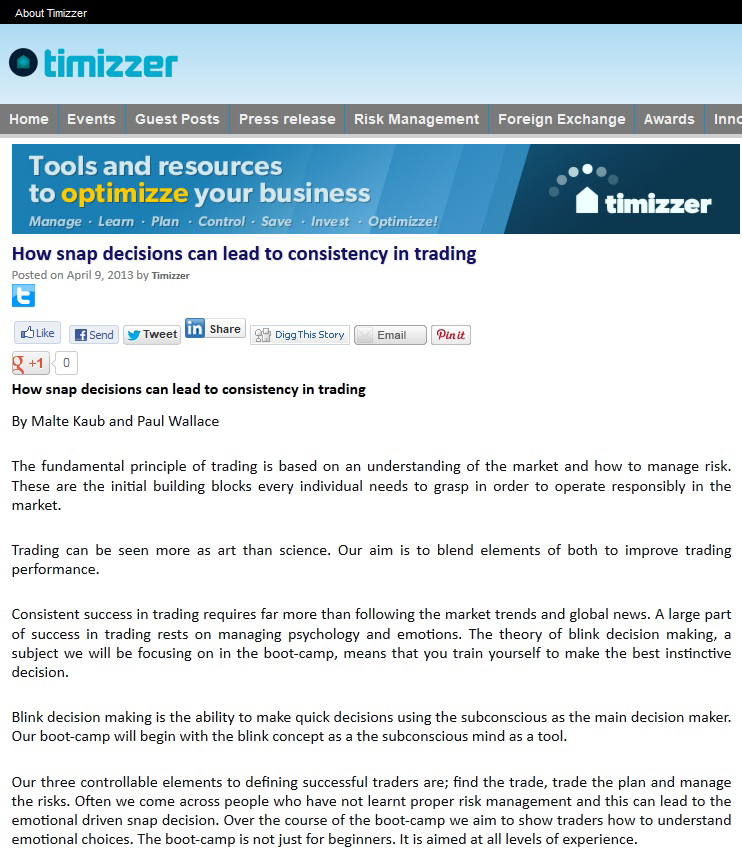 About Timizzer
timizzer
Home Events Guest Posts Press release Risk Management Foreign Exchange Awards Inno
Tools and resources
to optimizze your business
Manage · Learn · Plan · Control · Save · Invest · Optimizze!
timizzer
How snap decisions can lead to consistency in trading
Posted on April 9, 2013 by Timizzer
Like Send Tweet Share Digg This Story Email Pin it
+1 0
How snap decisions can lead to consistency in trading
By Malte Kaub and Paul Wallace
The fundamental principle of trading is based on an understanding of the market and how to manage risk.
These are the initial building blocks every individual needs to grasp in order to operate responsibly in the
market.
Trading can be seen more as art than science. Our aim is to blend elements of both to improve trading
performance.
Consistent success in trading requires far more than following the market trends and global news. A large part
of success in trading rests on managing psychology and emotions. The theory of blink decision making, a
subject we will be focusing on in the boot-camp, means that you train yourself to make the best instinctive
decision.
Blink decision making is the ability to make quick decisions using the subconscious as the main decision maker.
Our boot-camp will begin with the blink concept as a the subconscious mind as a tool.
Our three controllable elements to defining successful traders are; find the trade, trade the plan and manage
the risks. Often we come across people who have not learnt proper risk management and this can lead to the
emotional driven snap decision. Over the course of the boot-camp we aim to show traders how to understand
emotional choices. The boot-camp is not just for beginners. It is aimed at all levels of experience.